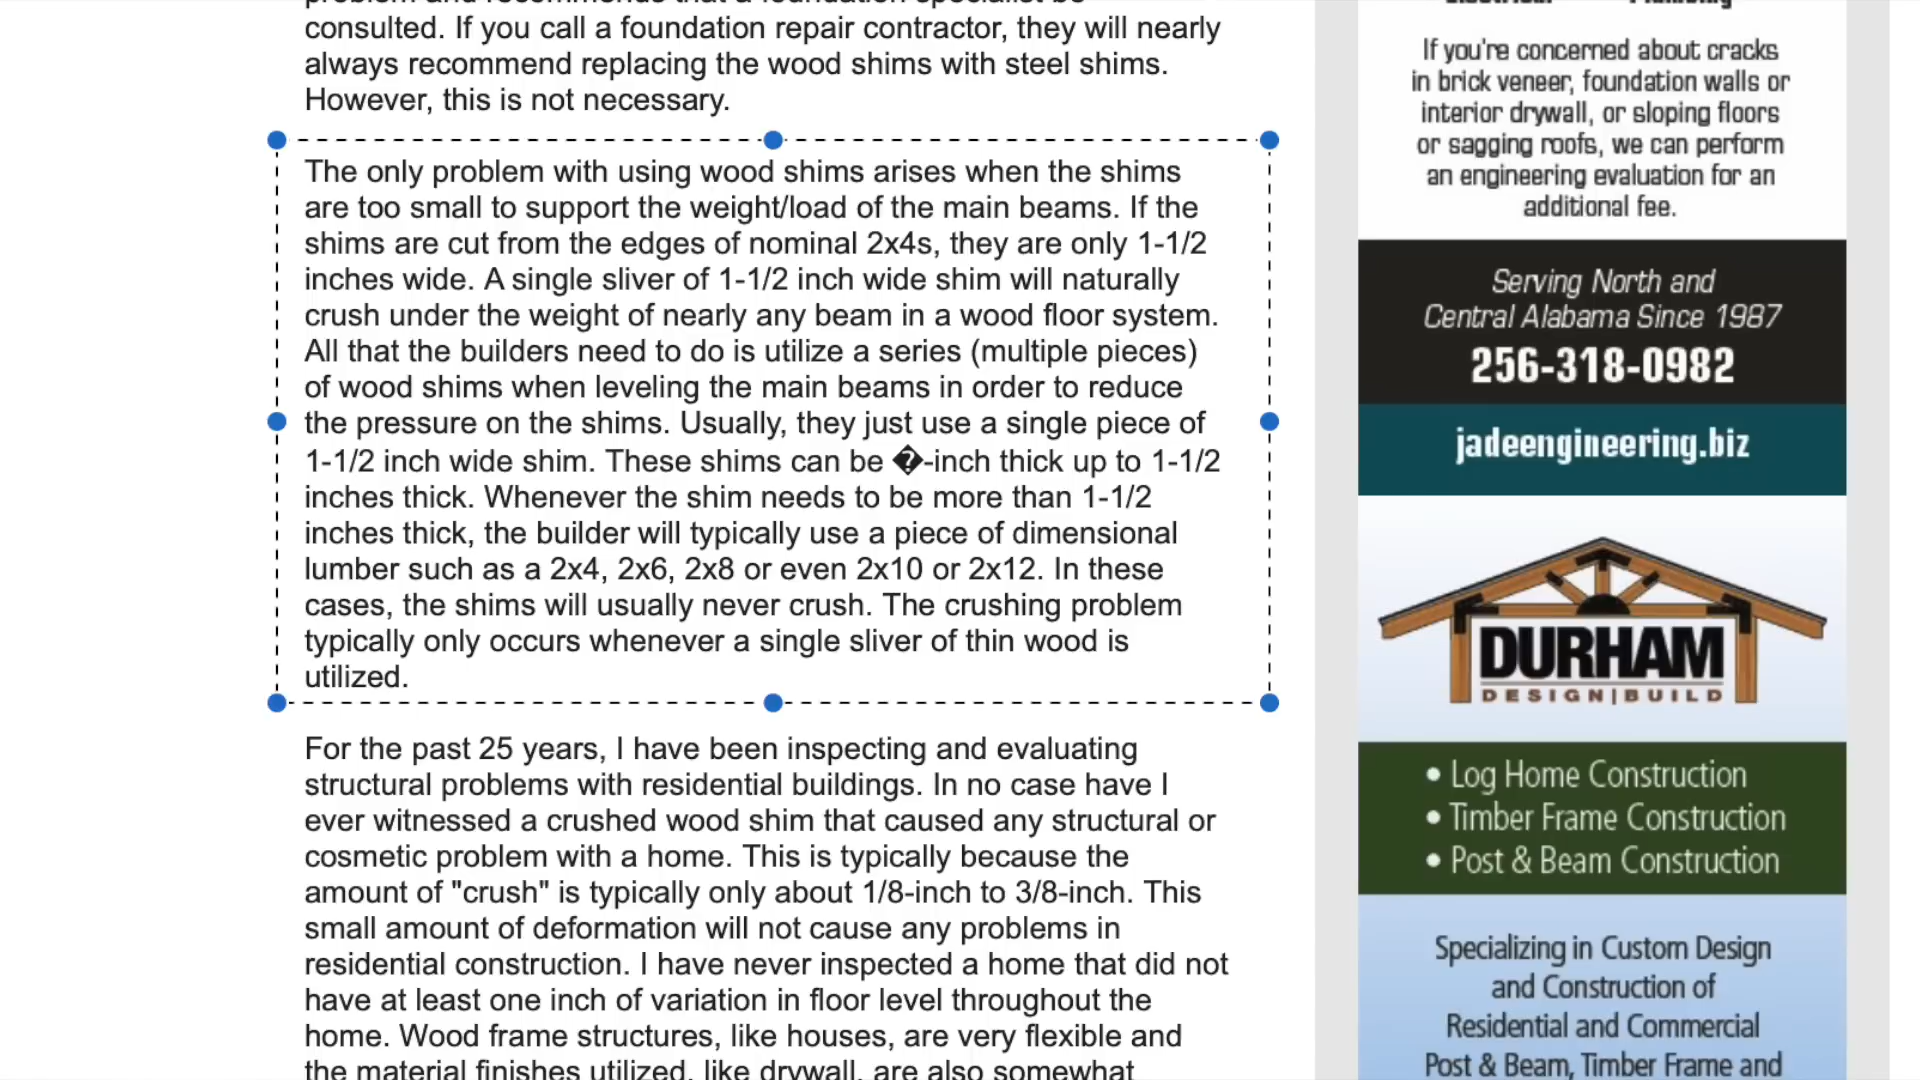 consulted. If you call a foundation repair contractor, they will nearly
always recommend replacing the wood shims with steel shims.
However, this is not necessary.
The only problem with using wood shims arises when the shims
are too small to support the weight/load of the main beams. If the
shims are cut from the edges of nominal 2x4s, they are only 1-1/2
inches wide. A single sliver of 1-1/2 inch wide shim will naturally
crush under the weight of nearly any beam in a wood floor system.
All that the builders need to do is utilize a series (multiple pieces)
of wood shims when leveling the main beams in order to reduce
the pressure on the shims. Usually, they just use a single piece of
1-1/2 inch wide shim. These shims can be �-inch thick up to 1-1/2
inches thick. Whenever the shim needs to be more than 1-1/2
inches thick, the builder will typically use a piece of dimensional
lumber such as a 2x4, 2x6, 2x8 or even 2x10 or 2x12. In these
cases, the shims will usually never crush. The crushing problem
typically only occurs whenever a single sliver of thin wood is
utilized.
For the past 25 years, I have been inspecting and evaluating
structural problems with residential buildings. In no case have I
ever witnessed a crushed wood shim that caused any structural or
cosmetic problem with a home. This is typically because the
amount of "crush" is typically only about 1/8-inch to 3/8-inch. This
small amount of deformation will not cause any problems in
residential construction. I have never inspected a home that did not
have at least one inch of variation in floor level throughout the
home. Wood frame structures, like houses, are very flexible and
the material finishes utilized, like drywall, are also somewhat
If you're concerned about cracks
in brick veneer, foundation walls or
interior drywall, or sloping floors
or sagging roofs, we can perform
an engineering evaluation for an
additional fee.
Serving North and
Central Alabama Since 1987
256-318-0982
jadeengineering.biz
DURHAM
DESIGN|BUILD
• Log Home Construction
• Timber Frame Construction
• Post & Beam Construction
Specializing in Custom Design
and Construction of
Residential and Commercial
Post & Beam, Timber Frame and